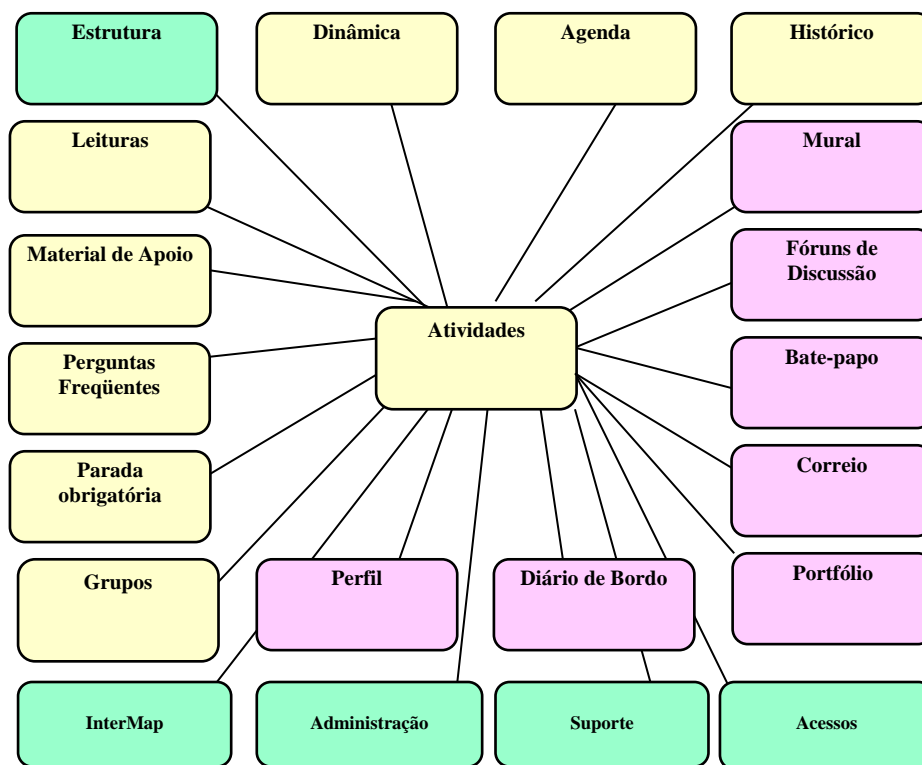 Estrutura
Dinâmica
Agenda
Histórico
Leituras
Mural
Material de Apoio
Fóruns de
Discussão
Atividades
Perguntas
Freqüentes
Bate-papo
Parada
obrigatória
Correio
Grupos
Perfil
Diário de Bordo
Portfólio
InterMap
Administração
Suporte
Acessos